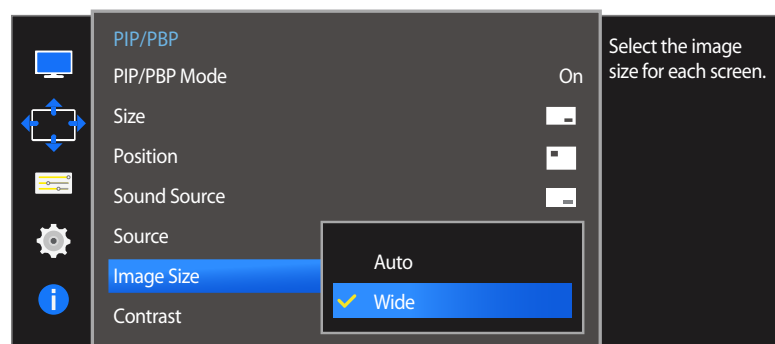 PIP/PBP
PIP/PBP Mode On
Size
Position
Sound Source
Source
Image Size
Contrast
Auto
Wide
Select the image
size for each screen.